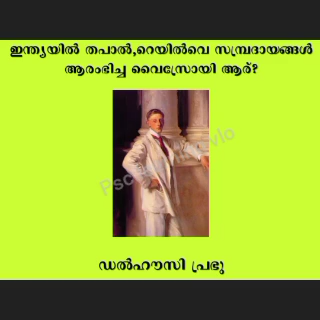 ഇന്ത്യയിൽ തപാൽ,റെയിൽവെ സമ്പ്രദായങ്ങൾ
ആരംഭിച്ച വൈസ്രോയി ആര്?
ഡൽഹൗസി പ്രഭു